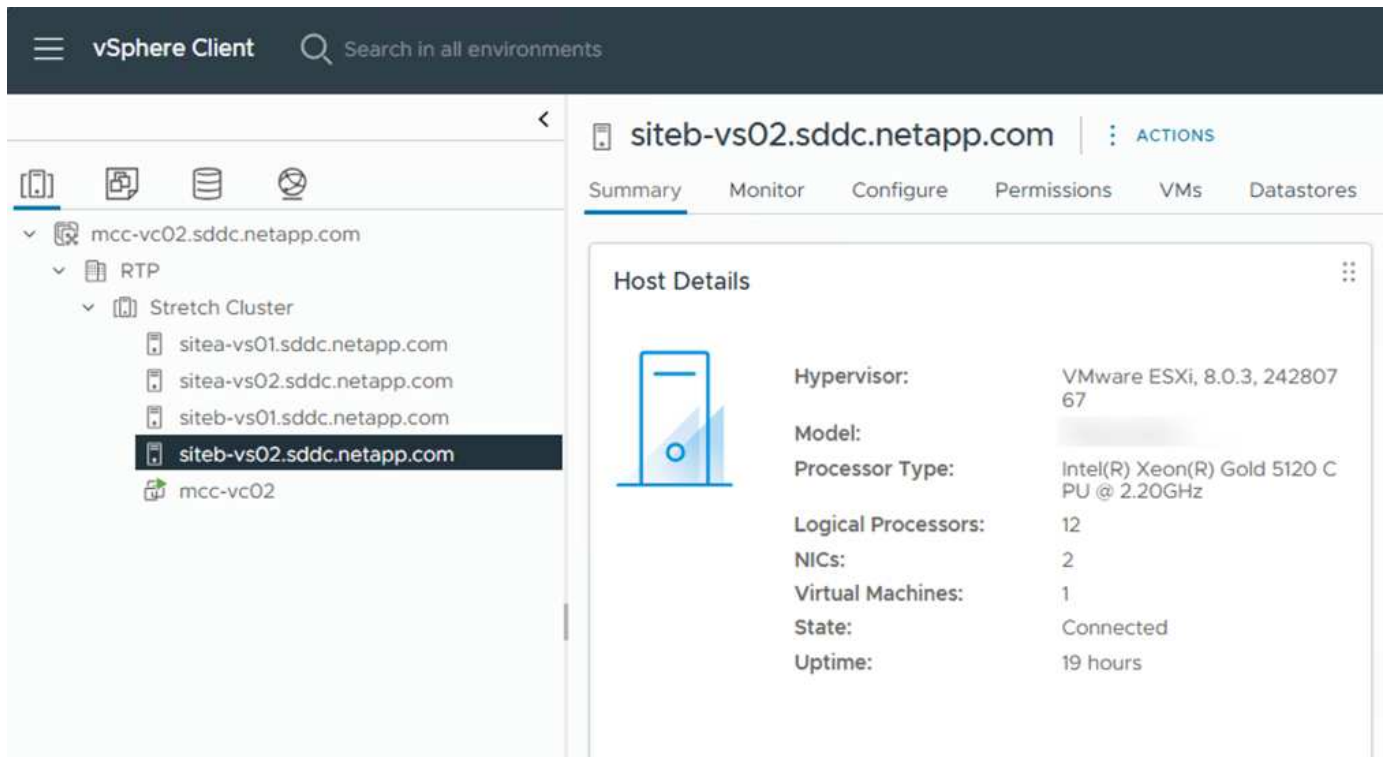 vSphere Client
Search in all environments
mcc-vc02.sddc.netapp.com
RTP
Stretch Cluster
sitea-vs01.sddc.netapp.com
sitea-vs02.sddc.netapp.com
siteb-vs01.sddc.netapp.com
siteb-vs02.sddc.netapp.com
mcc-vc02
siteb-vs02.sddc.netapp.com
ACTIONS
Summary Monitor Configure Permissions VMs Datastores
Host Details
Hypervisor: VMware ESXi, 8.0.3, 242807
67
Model:
Processor Type: Intel(R) Xeon(R) Gold 5120 C
PU @ 2.20GHz
Logical Processors: 12
NICs: 2
Virtual Machines: 1
State: Connected
Uptime: 19 hours